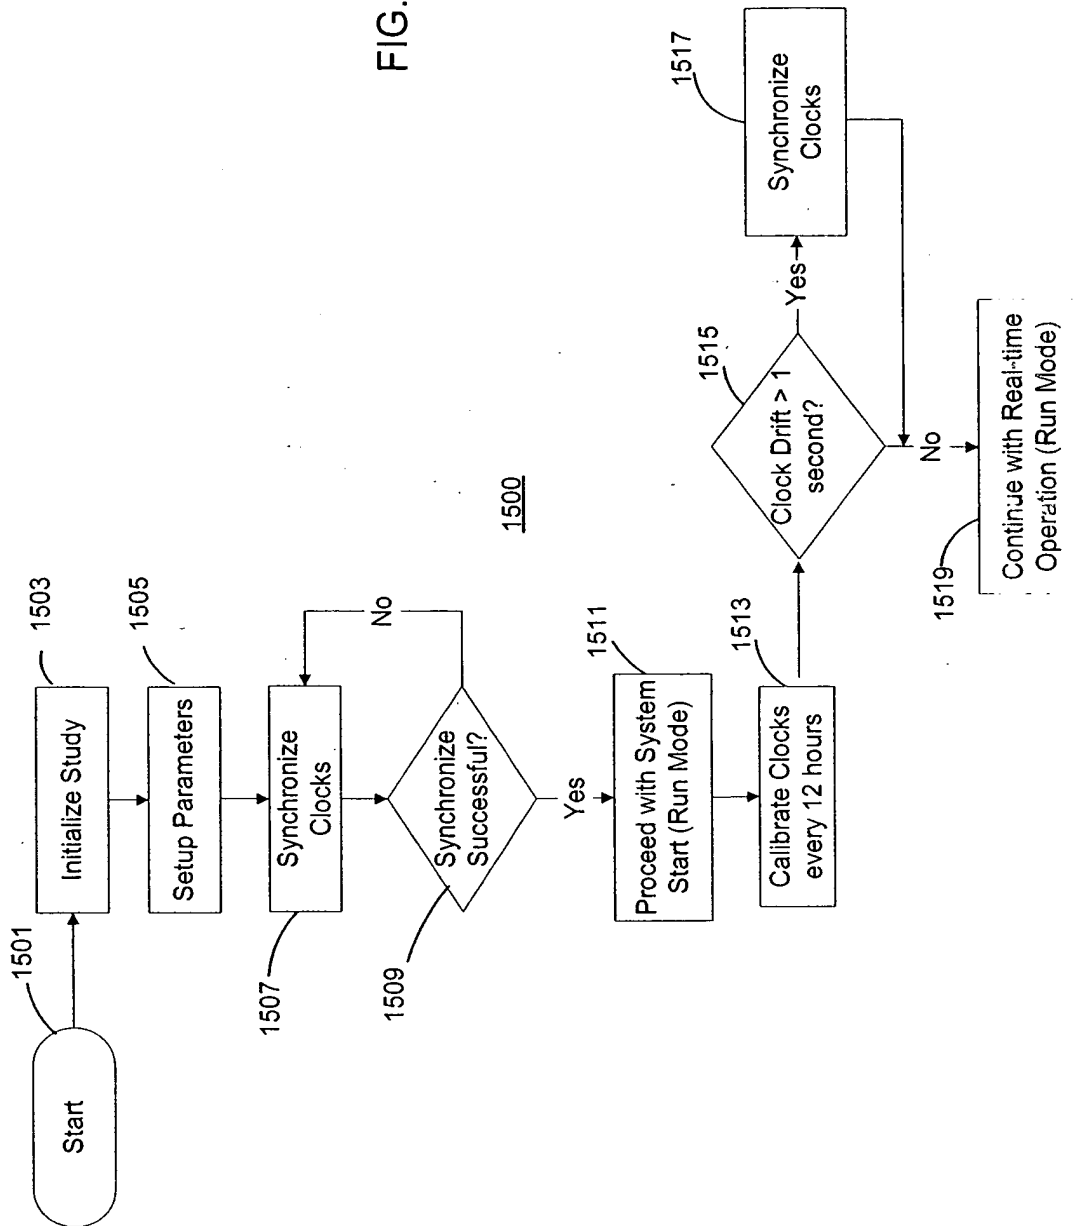 FIG.
1500
1501
Start
1503
Initialize Study
1505
Setup Parameters
1507
Synchronize
Clocks
1509
Synchronize
Successful?
No
Yes
1511
Proceed with System
Start (Run Mode)
1513
Calibrate Clocks
every 12 hours
1515
Clock Drift > 1
second?
Yes
1517
Synchronize
Clocks
No
1519
Continue with Real-time
Operation (Run Mode)